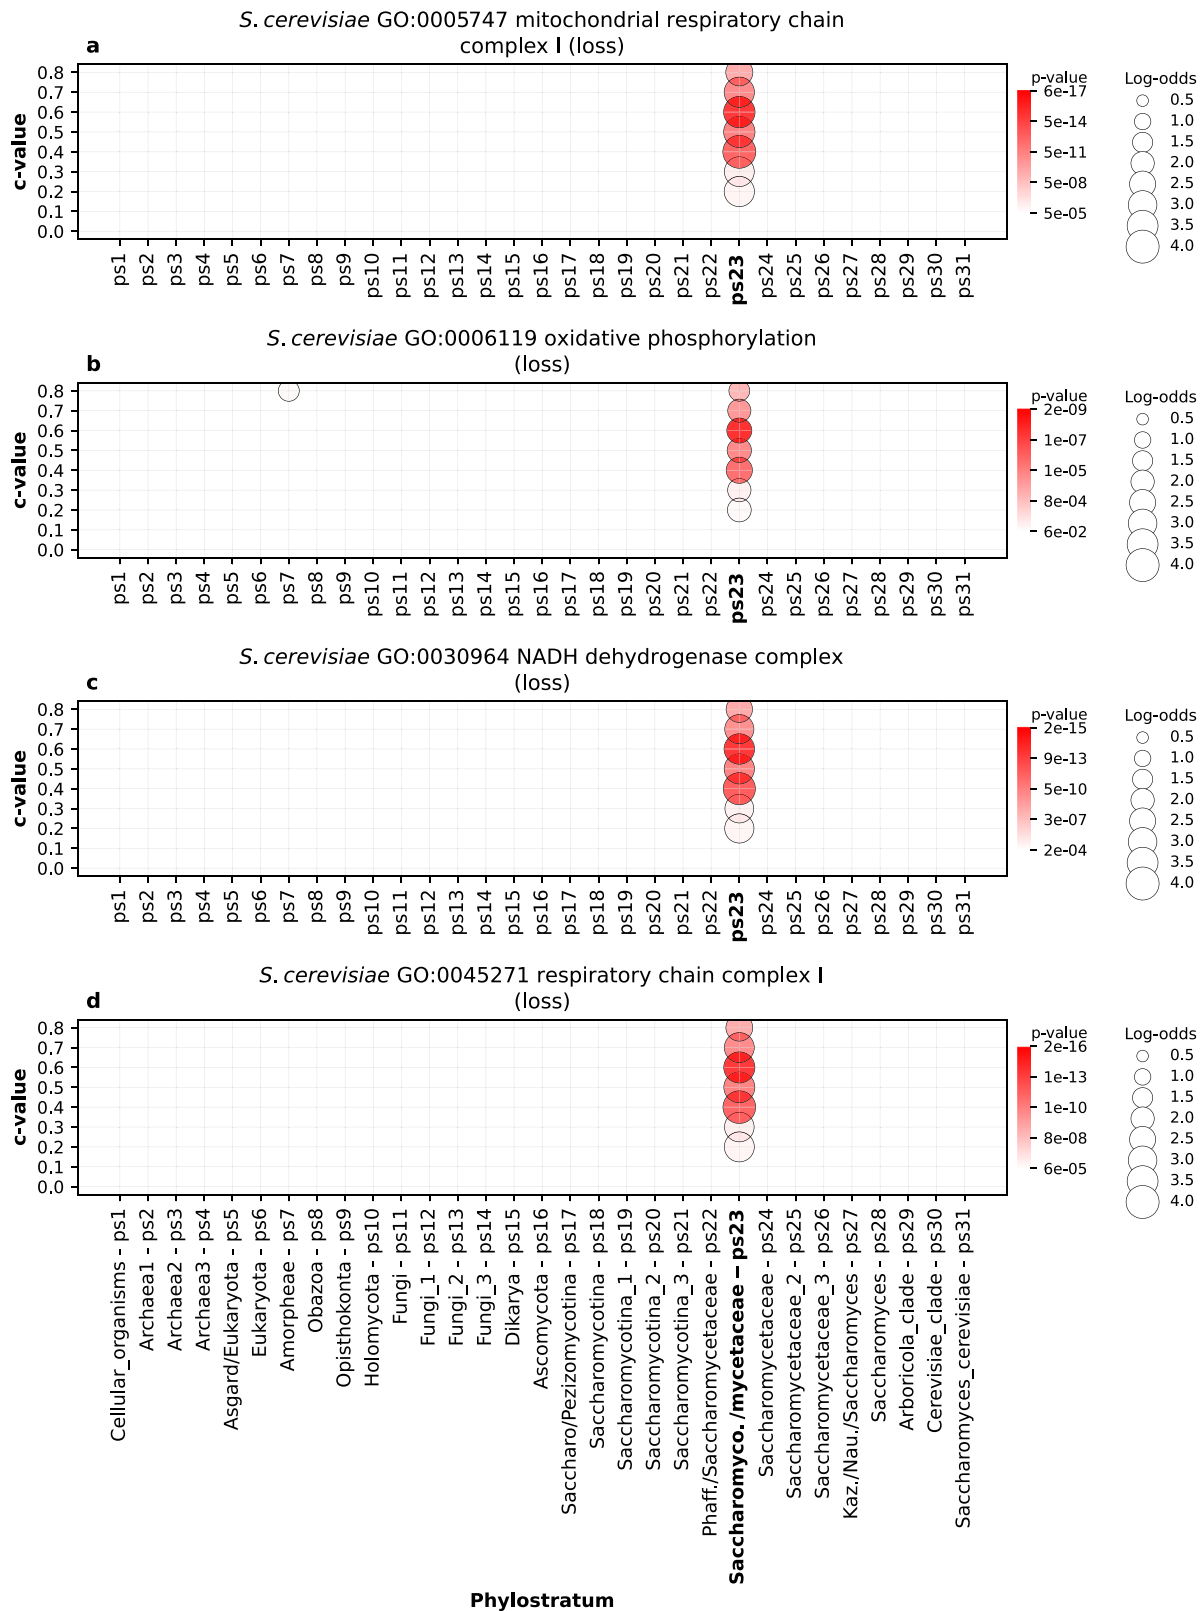 S. cerevisiae GO:0005747 mitochondrial respiratory chain
complex I (loss)
a
c-value
0.8
0.7
0.6
0.5
0.4
0.3
0.2
0.1
0.0
ps1 ps2 ps3 ps4 ps5 ps6 ps7 ps8 ps9 ps10 ps11 ps12 ps13 ps14 ps15 ps16 ps17 ps18 ps19 ps20 ps21 ps22 ps23 ps24 ps25 ps26 ps27 ps28 ps29 ps30 ps31
p-value
6e-17
5e-14
5e-11
5e-08
5e-05
Log-odds
0.5
1.0
1.5
2.0
2.5
3.0
3.5
4.0
S. cerevisiae GO:0006119 oxidative phosphorylation
(loss)
b
c-value
0.8
0.7
0.6
0.5
0.4
0.3
0.2
0.1
0.0
ps1 ps2 ps3 ps4 ps5 ps6 ps7 ps8 ps9 ps10 ps11 ps12 ps13 ps14 ps15 ps16 ps17 ps18 ps19 ps20 ps21 ps22 ps23 ps24 ps25 ps26 ps27 ps28 ps29 ps30 ps31
p-value
2e-09
1e-07
1e-05
8e-04
6e-02
Log-odds
0.5
1.0
1.5
2.0
2.5
3.0
3.5
4.0
S. cerevisiae GO:0030964 NADH dehydrogenase complex
(loss)
c
c-value
0.8
0.7
0.6
0.5
0.4
0.3
0.2
0.1
0.0
ps1 ps2 ps3 ps4 ps5 ps6 ps7 ps8 ps9 ps10 ps11 ps12 ps13 ps14 ps15 ps16 ps17 ps18 ps19 ps20 ps21 ps22 ps23 ps24 ps25 ps26 ps27 ps28 ps29 ps30 ps31
p-value
2e-15
9e-13
5e-10
3e-07
2e-04
Log-odds
0.5
1.0
1.5
2.0
2.5
3.0
3.5
4.0
S. cerevisiae GO:0045271 respiratory chain complex I
(loss)
d
c-value
0.8
0.7
0.6
0.5
0.4
0.3
0.2
0.1
0.0
p-value
2e-16
1e-13
1e-10
8e-08
6e-05
Log-odds
0.5
1.0
1.5
2.0
2.5
3.0
3.5
4.0
Cellular_organisms - ps1
Archaea1 - ps2
Archaea2 - ps3
Archaea3 - ps4
Asgard/Eukaryota - ps5
Eukaryota - ps6
Amorpheae - ps7
Obazoa - ps8
Opisthokonta - ps9
Holomycota - ps10
Fungi - ps11
Fungi_1 - ps12
Fungi_2 - ps13
Fungi_3 - ps14
Dikarya - ps15
Ascomycota - ps16
Saccharo/Pezizomycotina - ps17
Saccharomycotina - ps18
Saccharomycotina_1 - ps19
Saccharomycotina_2 - ps20
Saccharomycotina_3 - ps21
Phaff./Saccharomycetaceae - ps22
Saccharomyco./mycetaceae – ps23
Saccharomycetaceae - ps24
Saccharomycetaceae_2 - ps25
Saccharomycetaceae_3 - ps26
Kaz./Nau./Saccharomyces - ps27
Saccharomyces - ps28
Arboricola_clade - ps29
Cerevisiae_clade - ps30
Saccharomyces_cerevisiae - ps31
Phylostratum